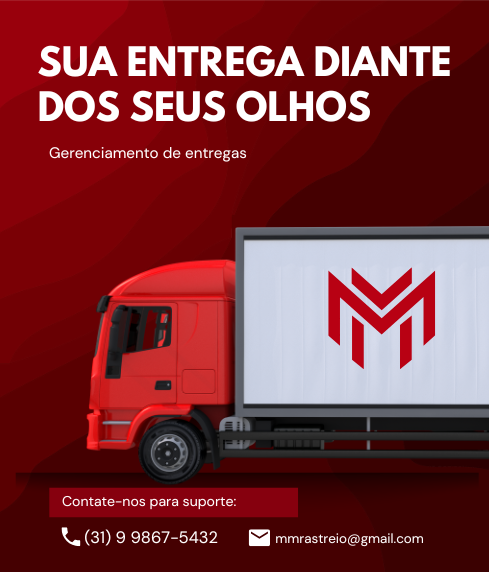 SUA ENTREGA DIANTE
DOS SEUS OLHOS
Gerenciamento de entregas
Contate-nos para suporte:
(31) 9 9867-5432
mmrastreio@gmail.com